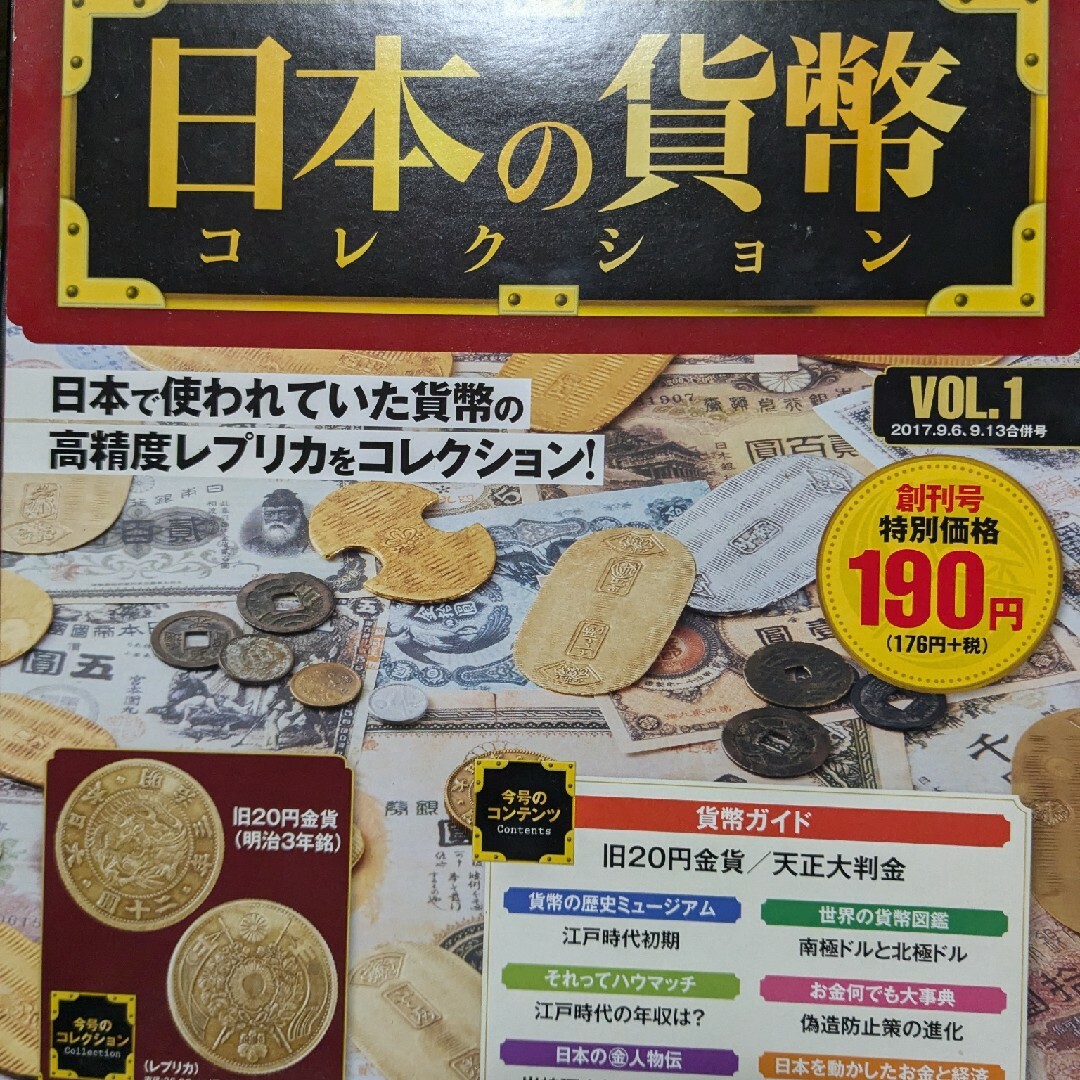 日本の貨幣
コレクション
日本で使われていた貨幣の
高精度レプリカをコレクション!
VOL.1
2017.9.6、9.13合併号
創刊号
特別価格
190円
(176円+税)
旧20円金貨
(明治3年銘)
今号の
コレクション
Collection
(レプリカ)
今号の
コンテンツ
Contents
貨幣ガイド
旧20円金貨/天正大判金
貨幣の歴史ミュージアム
江戸時代初期
世界の貨幣図鑑
南極ドルと北極ドル
それってハウマッチ
江戸時代の年収は?
お金何でも大事典
偽造防止策の進化
日本の㊎人物伝
日本を動かしたお金と経済